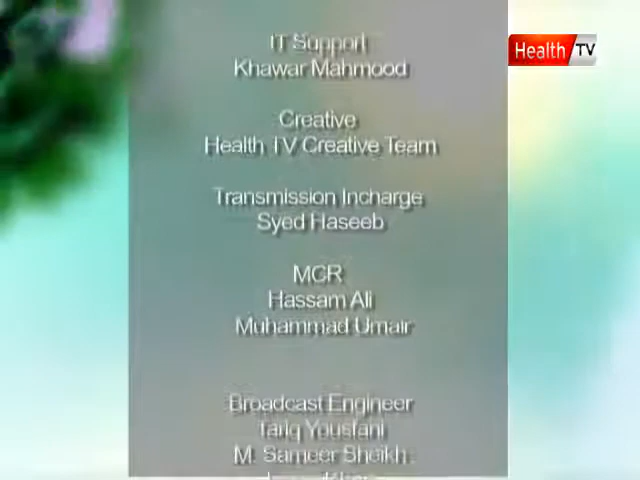 Health TV
IT Support
Khawar Mahmood
Creative
Health TV Creative Team
Transmission Incharge
Syed Haseeb
MCR
Hassam Ali
Muhammad Umair
Broadcast Engineer
Tariq Yousfani
M. Sameer Sheikh